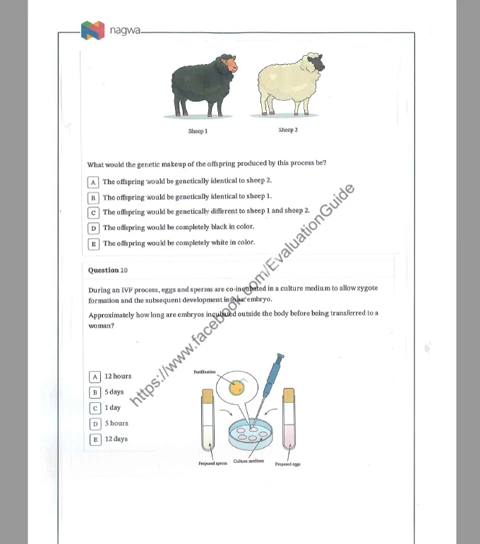 nagwa
Sheep 1
Sheep 2
What would the genetic makeup of the offspring produced by this process be?
A The offspring would be genetically identical to sheep 2.
B The offspring would be genetically identical to sheep 1.
C The offspring would be genetically different to sheep 1 and sheep 2.
D The offspring would be completely black in color.
E The offspring would be completely white in color.
Question 10
During an IVF process, eggs and sperms are co-incubated in a culture medium to allow zygote
formation and the subsequent development into an embryo.
Approximately how long are embryos incubated outside the body before being transferred to a
woman?
A 12 hours
B 5 days
C 1 day
D 5 hours
E 12 days
Fertilization
Prepared sperm
Culture medium
Prepared eggs
https://www.facebook.com/EvaluationGuide